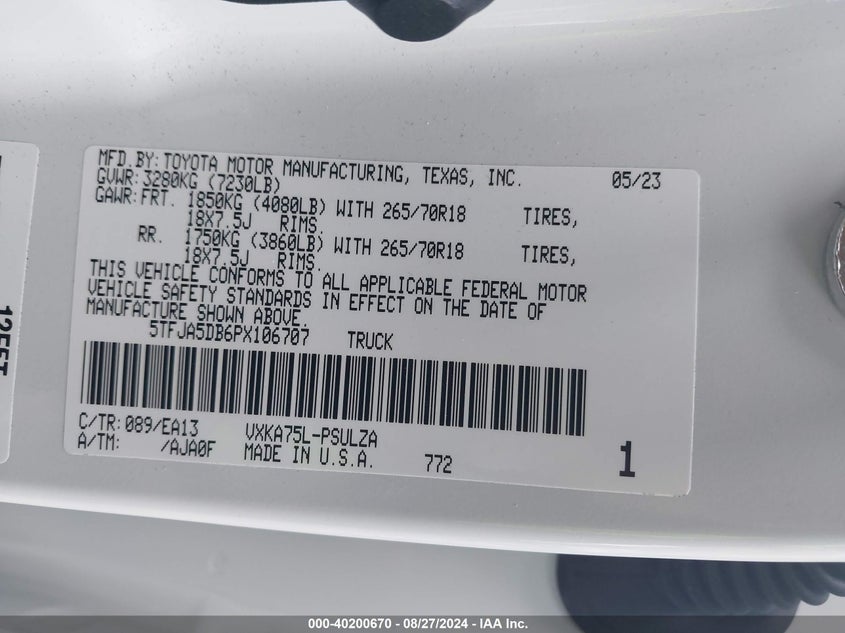 MFD.BY:TOYOTA MOTOR MANUFACTURING, TEXAS, INC. 05/23
GVWR:3280KG (7230LB)
GAWR:FRT. 1850KG (4080LB) WITH 265/70R18 TIRES,
18X7.5J RIMS.
RR. 1750KG (3860LB) WITH 265/70R18 TIRES,
18X7.5J RIMS.
THIS VEHICLE CONFORMS TO ALL APPLICABLE FEDERAL MOTOR
VEHICLE SAFETY STANDARDS IN EFFECT ON THE DATE OF
MANUFACTURE SHOWN ABOVE.
5TFJA5DB6PX106707 TRUCK
C/TR:089/EA13 VXKA75L-PSULZA
A/TM: /AJA0F MADE IN U.S.A. 772 1
000-40200670 - 08/27/2024 - IAA Inc.